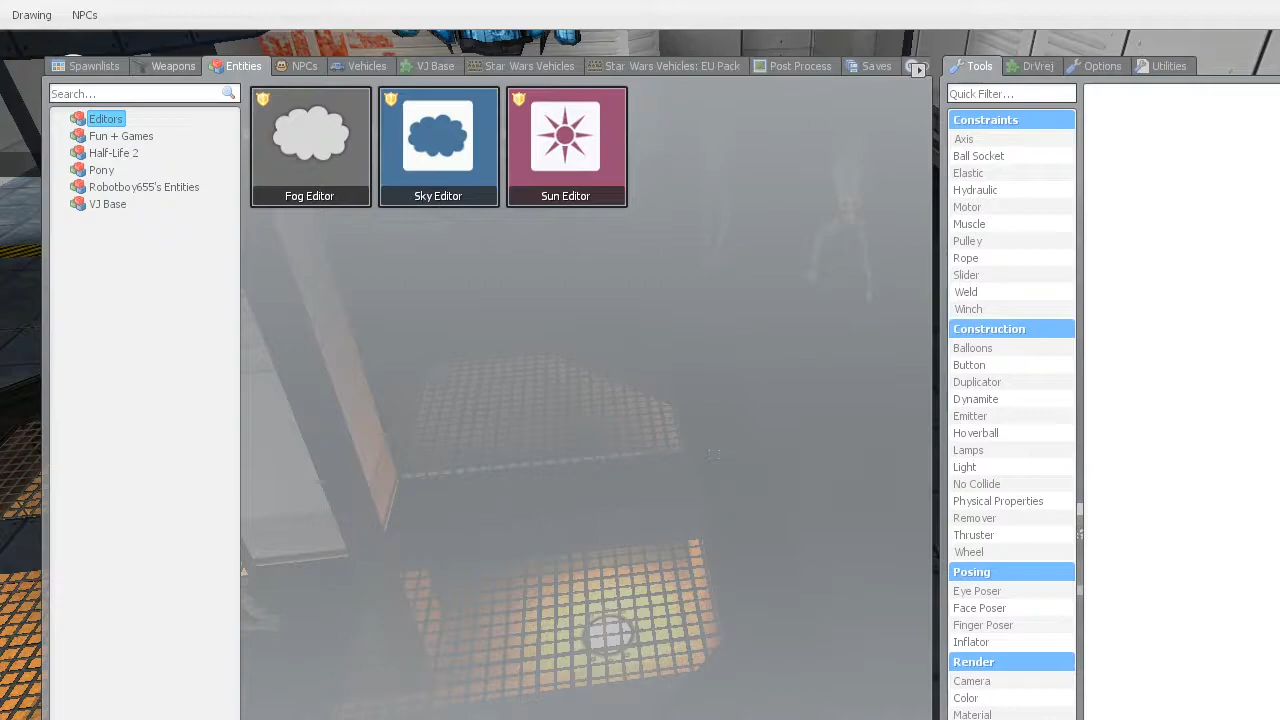 Drawing NPCs
Spawnlists Weapons Entities NPCs Vehicles VJ Base Star Wars Vehicles Star Wars Vehicles: EU Pack Post Process Saves
Search...
Editors
Fun + Games
Half-Life 2
Pony
Robotboy655's Entities
VJ Base
Fog Editor
Sky Editor
Sun Editor
Tools DrVrej Options Utilities
Quick Filter...
Constraints
Axis
Ball Socket
Elastic
Hydraulic
Motor
Muscle
Pulley
Rope
Slider
Weld
Winch
Construction
Balloons
Button
Duplicator
Dynamite
Emitter
Hoverball
Lamps
Light
No Collide
Physical Properties
Remover
Thruster
Wheel
Posing
Eye Poser
Face Poser
Finger Poser
Inflator
Render
Camera
Color
Material